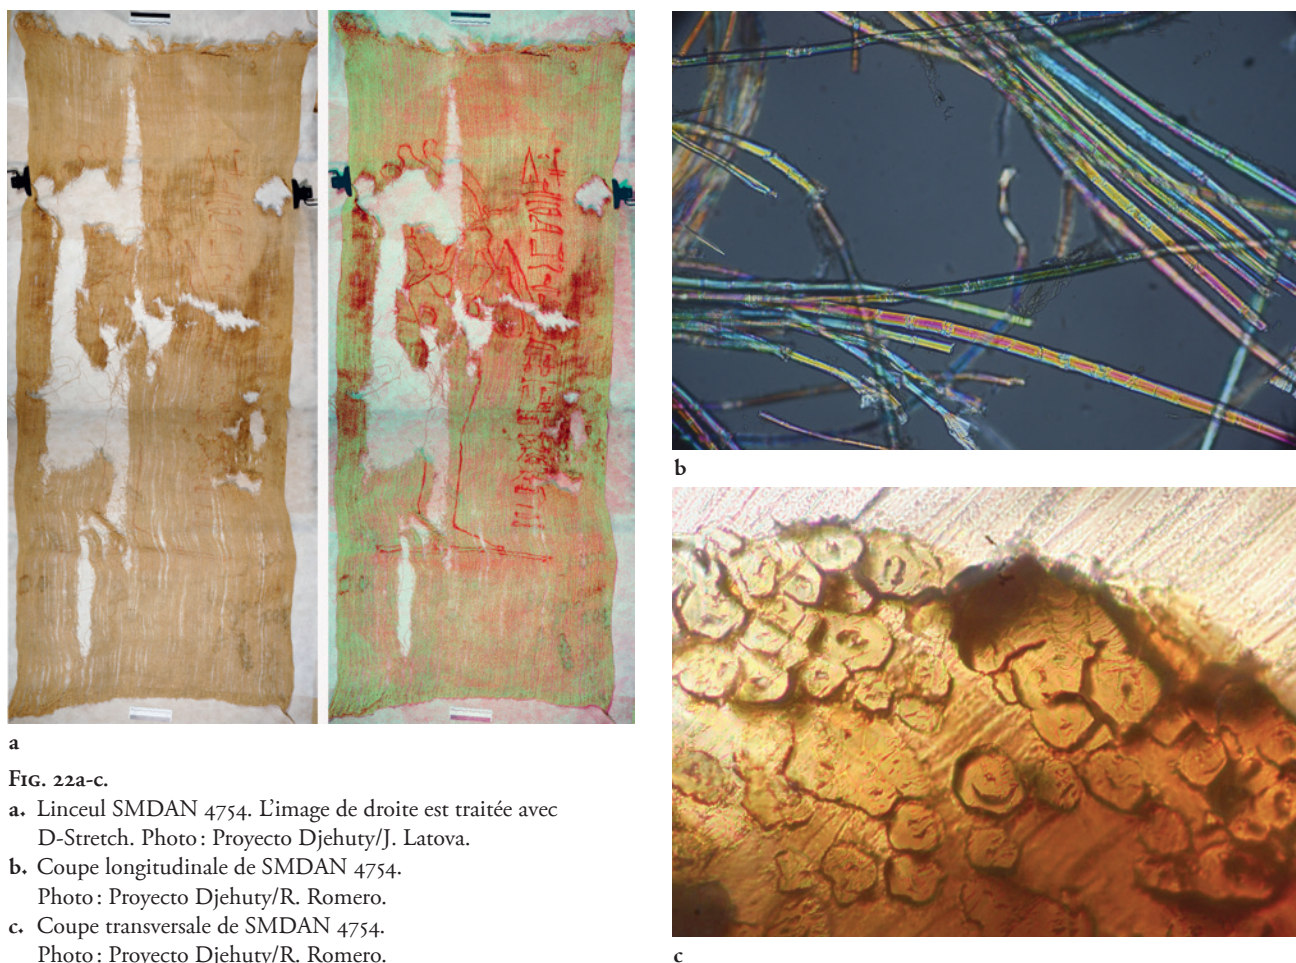 a
b
c
Fig. 22a-c.
a. Linceul SMDAN 4754. L’image de droite est traitée avec
D-Stretch. Photo : Proyecto Djehuty/J. Latova.
b. Coupe longitudinale de SMDAN 4754.
Photo : Proyecto Djehuty/R. Romero.
c. Coupe transversale de SMDAN 4754.
Photo : Proyecto Djehuty/R. Romero.